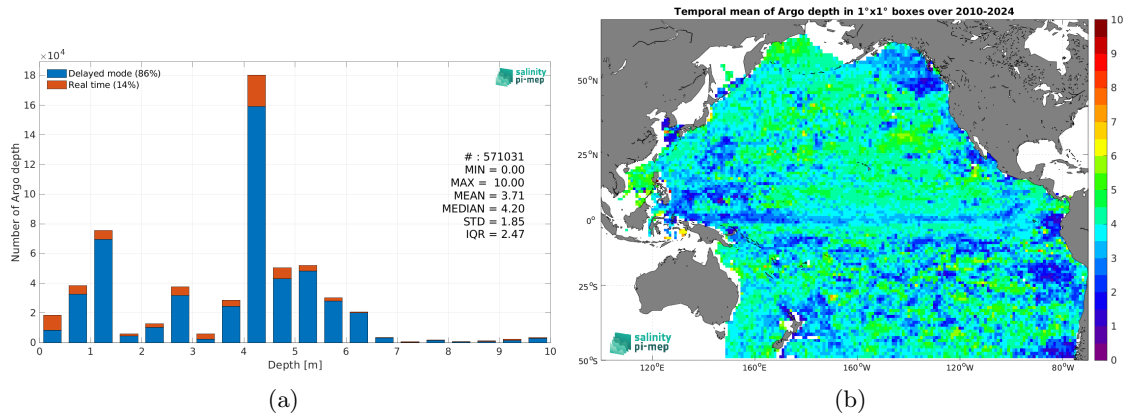 ×10⁴
18
16
14
12
10
8
6
4
2
0
Number of Argo depth
Delayed mode (86%)
Real time (14%)
salinity
pi-mep
# : 571031
MIN = 0.00
MAX = 10.00
MEAN = 3.71
MEDIAN = 4.20
STD = 1.85
IQR = 2.47
0 1 2 3 4 5 6 7 8 9 10
Depth [m]
(a)
Temporal mean of Argo depth in 1°x1° boxes over 2010-2024
50°N
25°N
0°
25°S
50°S
120°E 160°E 160°W 120°W 80°W
salinity
pi-mep
10
9
8
7
6
5
4
3
2
1
0
(b)